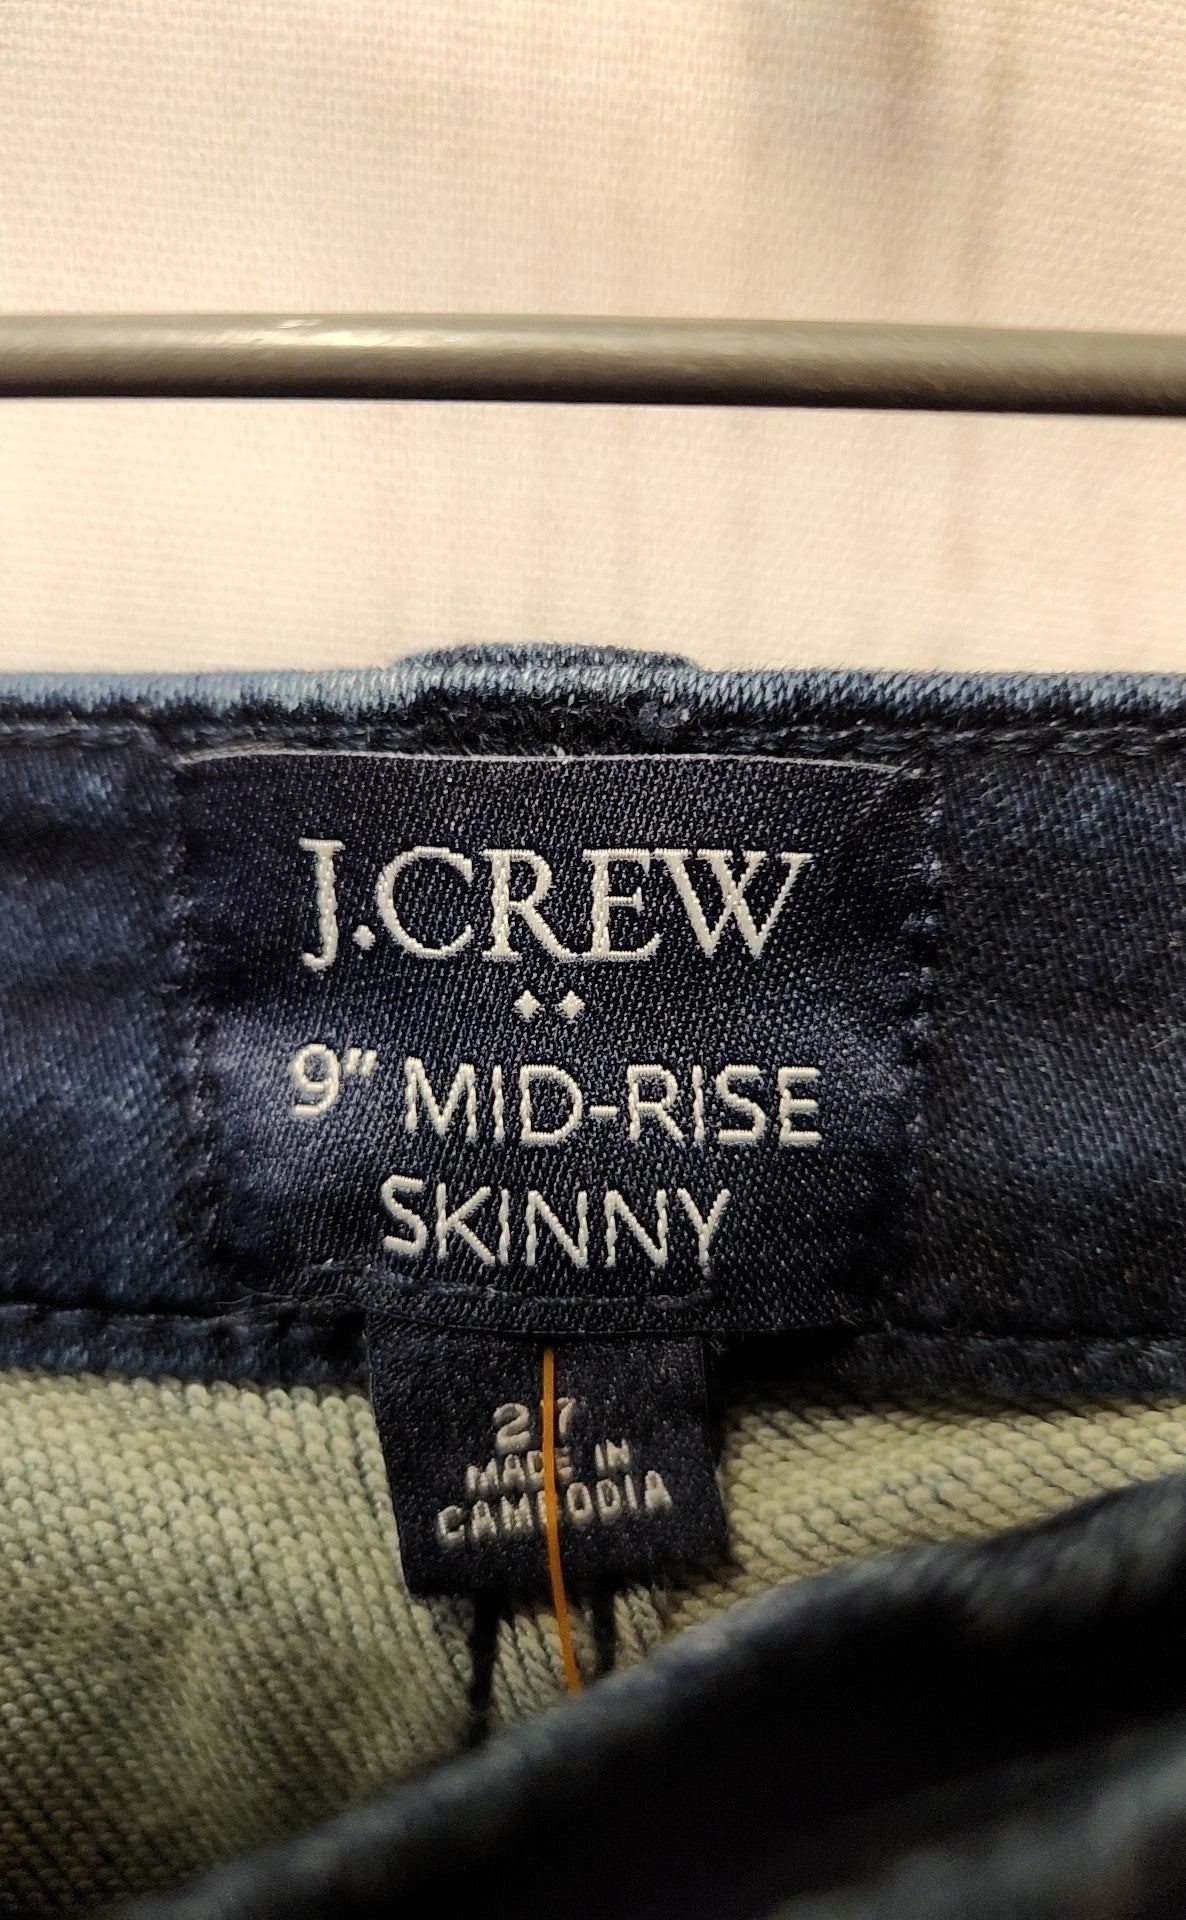 J.CREW
9" MID-RISE
SKINNY
27
MADE IN
CAMBODIA